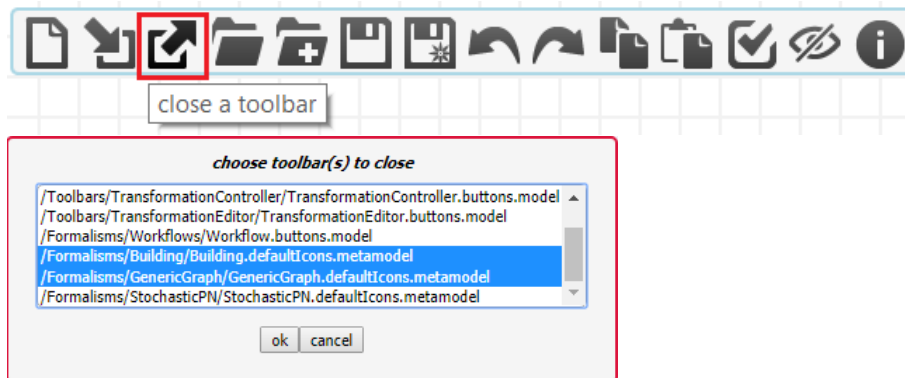 close a toolbar
choose toolbar(s) to close
/Toolbars/TransformationController/TransformationController.buttons.model
/Toolbars/TransformationEditor/TransformationEditor.buttons.model
/Formalisms/Workflows/Workflow.buttons.model
/Formalisms/Building/Building.defaultIcons.metamodel
/Formalisms/GenericGraph/GenericGraph.defaultIcons.metamodel
/Formalisms/StochasticPN/StochasticPN.defaultIcons.metamodel
ok cancel